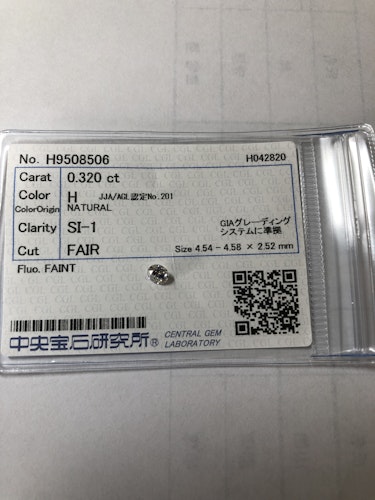 No. H9508506 H042820
Carat 0.320 ct
Color H JJA/AGL認定No.201
ColorOrigin NATURAL
Clarity SI-1 GIAグレーディング
システムに準拠
Cut FAIR Size 4.54 - 4.58 × 2.52 mm
Fluo. FAINT
中央宝石研究所® CENTRAL GEM
LABORATORY